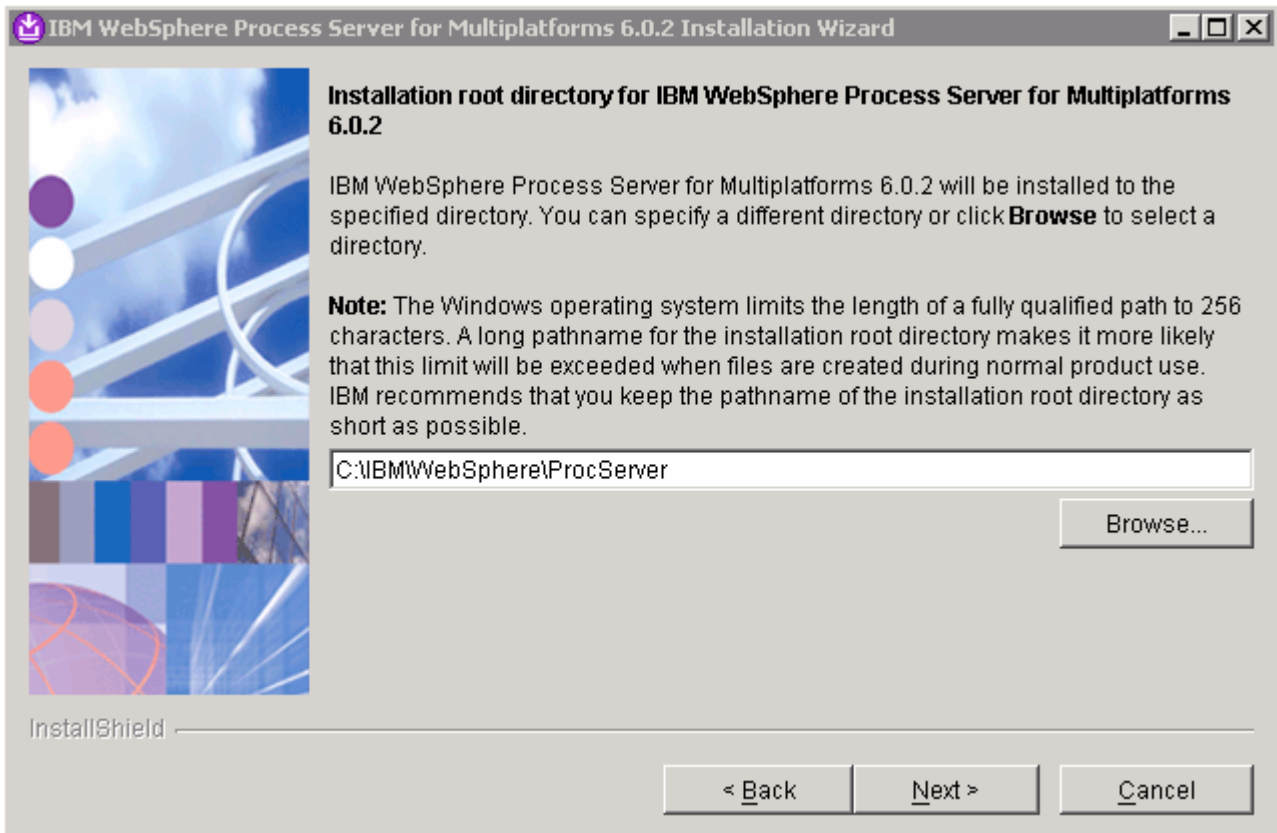 IBM WebSphere Process Server for Multiplatforms 6.0.2 Installation Wizard
Installation root directory for IBM WebSphere Process Server for Multiplatforms
6.0.2
IBM WebSphere Process Server for Multiplatforms 6.0.2 will be installed to the
specified directory. You can specify a different directory or click Browse to select a
directory.
Note: The Windows operating system limits the length of a fully qualified path to 256
characters. A long pathname for the installation root directory makes it more likely
that this limit will be exceeded when files are created during normal product use.
IBM recommends that you keep the pathname of the installation root directory as
short as possible.
C:\IBM\WebSphere\ProcServer
Browse...
InstallShield
< Back
Next >
Cancel